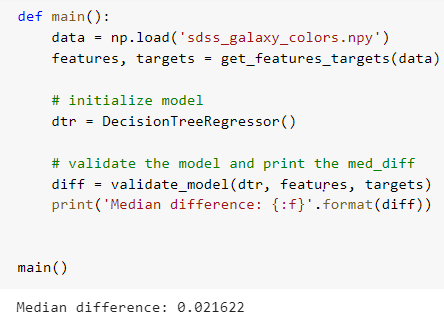 def main():
    data = np.load('sdss_galaxy_colors.npy')
    features, targets = get_features_targets(data)
    # initialize model
    dtr = DecisionTreeRegressor()
    # validate the model and print the med_diff
    diff = validate_model(dtr, features, targets)
    print('Median difference: {:f}'.format(diff))
main()
Median difference: 0.021622